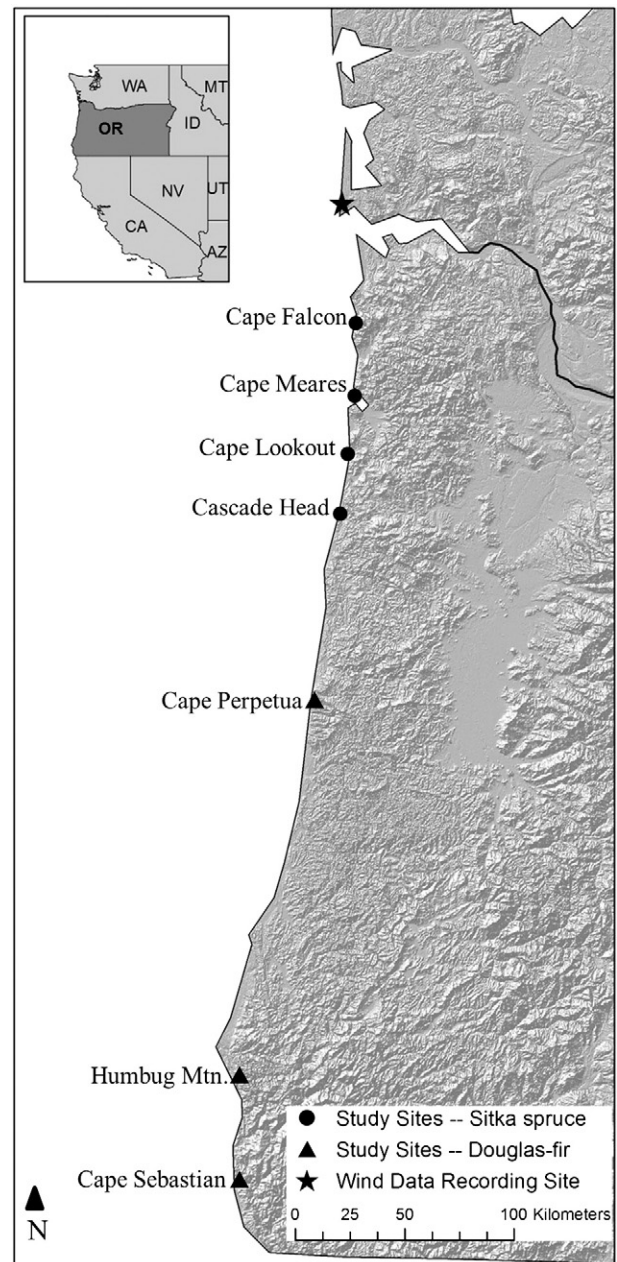 WA
MT
OR
ID
NV
UT
CA
AZ
Cape Falcon
Cape Meares
Cape Lookout
Cascade Head
Cape Perpetua
Humbug Mtn.
Cape Sebastian
N
Study Sites -- Sitka spruce
Study Sites -- Douglas-fir
Wind Data Recording Site
0 25 50 100 Kilometers